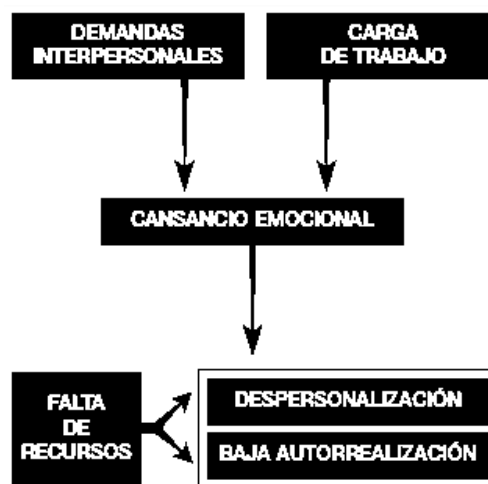 DEMANDAS
INTERPERSONALES
CARGA
DE TRABAJO
CANSANCIO EMOCIONAL
FALTA
DE
RECURSOS
DESPERSONALIZACIÓN
BAJA AUTORREALIZACIÓN